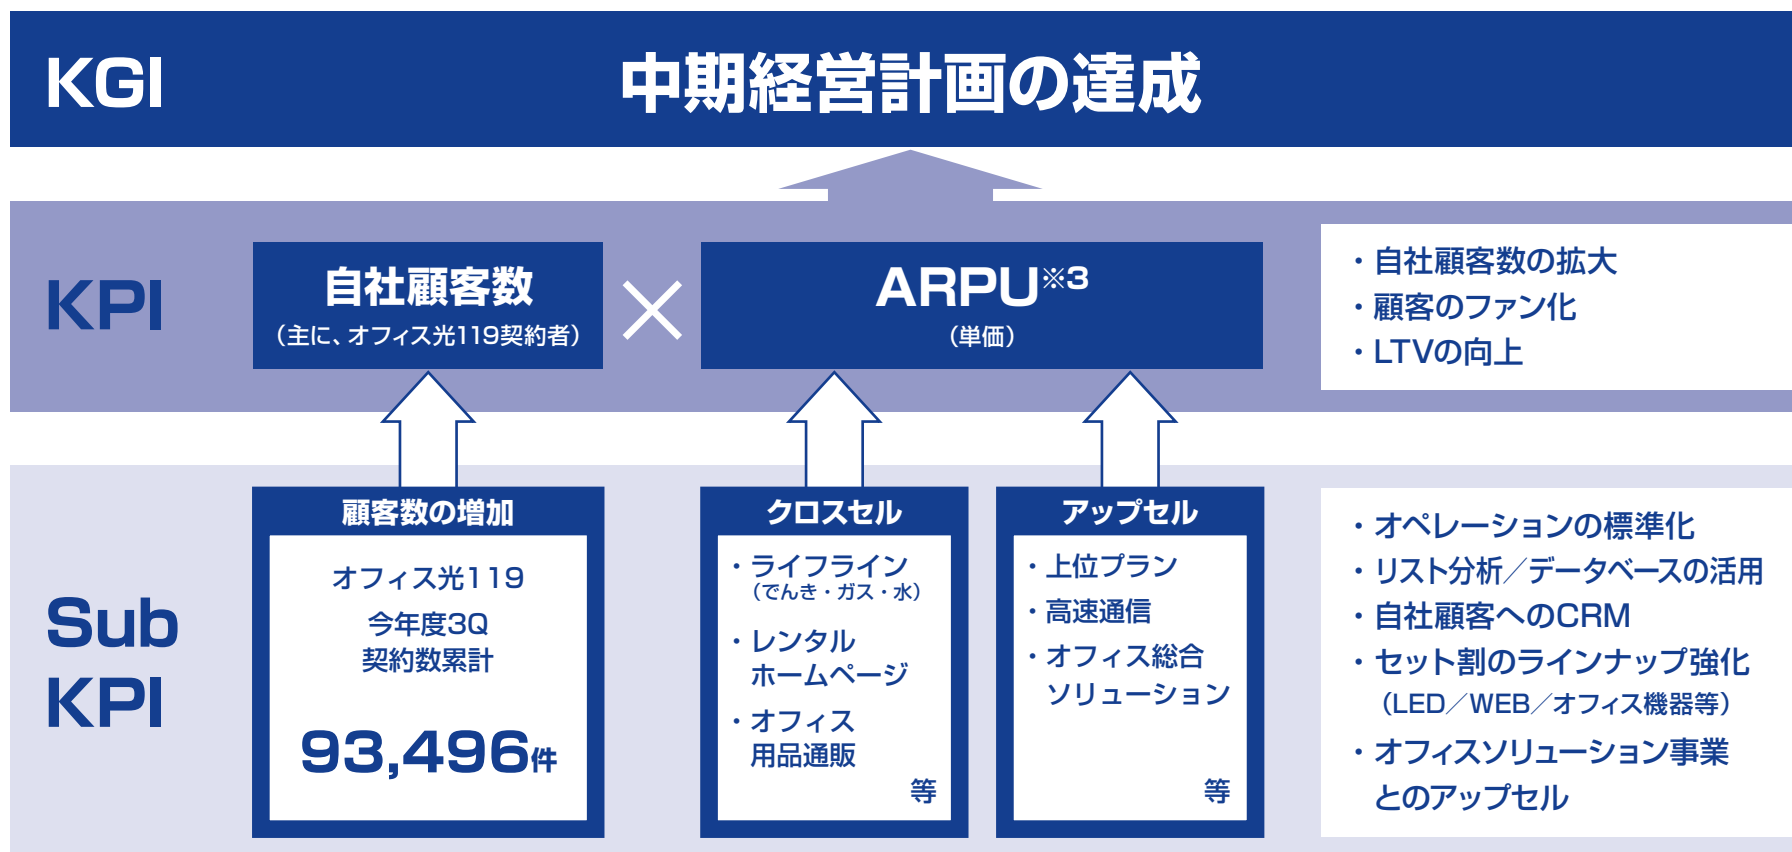 KGI
中期経営計画の達成
KPI
自社顧客数
（主に、オフィス光119契約者）
×
ARPU※3
（単価）
・自社顧客数の拡大
・顧客のファン化
・LTVの向上
Sub
KPI
顧客数の増加
オフィス光119
今年度3Q
契約数累計
93,496件
クロスセル
・ライフライン
（でんき・ガス・水）
・レンタル
ホームページ
・オフィス
用品通販
等
アップセル
・上位プラン
・高速通信
・オフィス総合
ソリューション
等
・オペレーションの標準化
・リスト分析／データベースの活用
・自社顧客へのCRM
・セット割のラインナップ強化
（LED／WEB／オフィス機器等）
・オフィスソリューション事業
とのアップセル